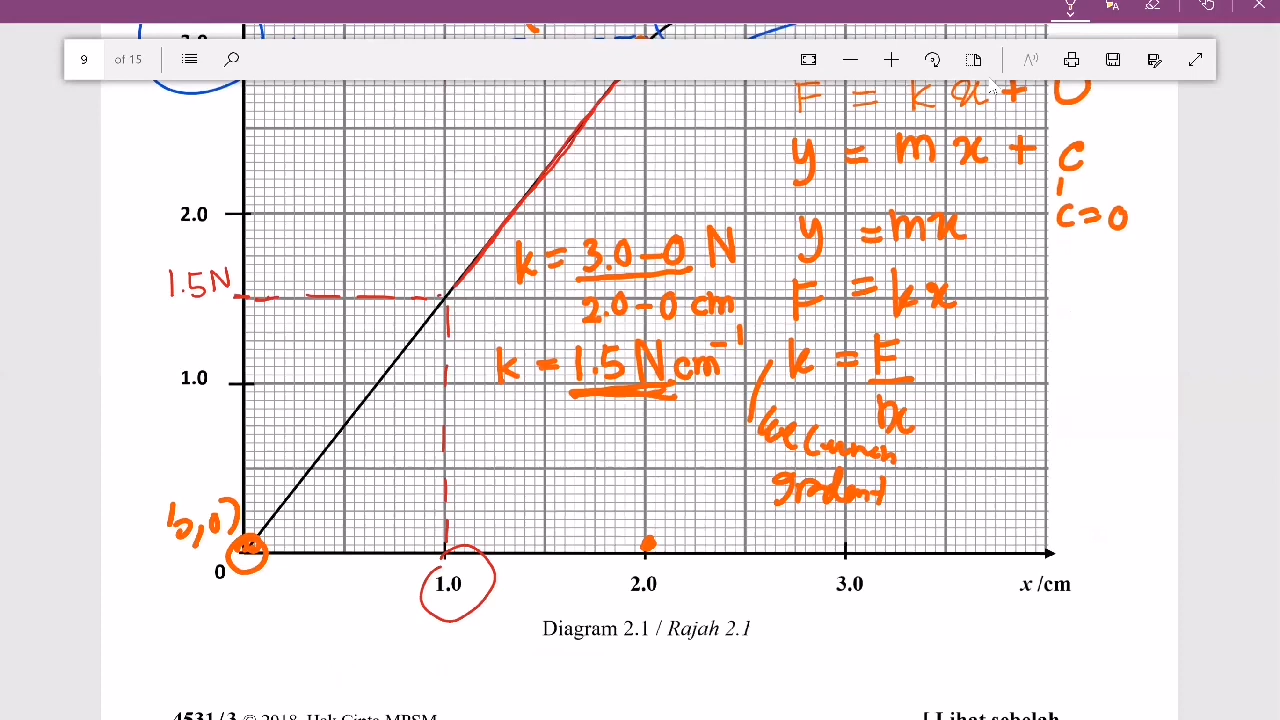 9 of 15
F = kx + 0
y = mx + c
c = 0
2.0
y = mx
k = 3.0 - 0 N
2.0 - 0 cm
F = kx
1.5N
k = 1.5 N cm⁻¹
k = F
x
1.0
gradient
, 0)
0
1.0
2.0
3.0
x /cm
Diagram 2.1 / Rajah 2.1
4531/3 © 2018 Hak Cipta MPSM
[ Lihat sebelah